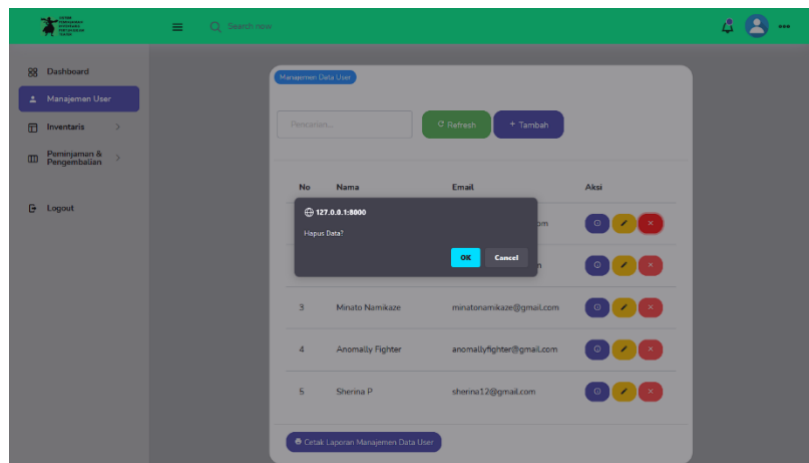 Search now
Dashboard
Manajemen User
Inventaris
Peminjaman &
Pengembalian
Logout
Manajemen Data User
Pencarian...
Refresh
+ Tambah
No Nama Email Aksi
127.0.0.1:8000
Hapus Data?
OK Cancel
3 Minato Namikaze minatonamikaze@gmail.com
4 Anomally Fighter anomallyfighter@gmail.com
5 Sherina P sherina12@gmail.com
Cetak Laporan Manajemen Data User